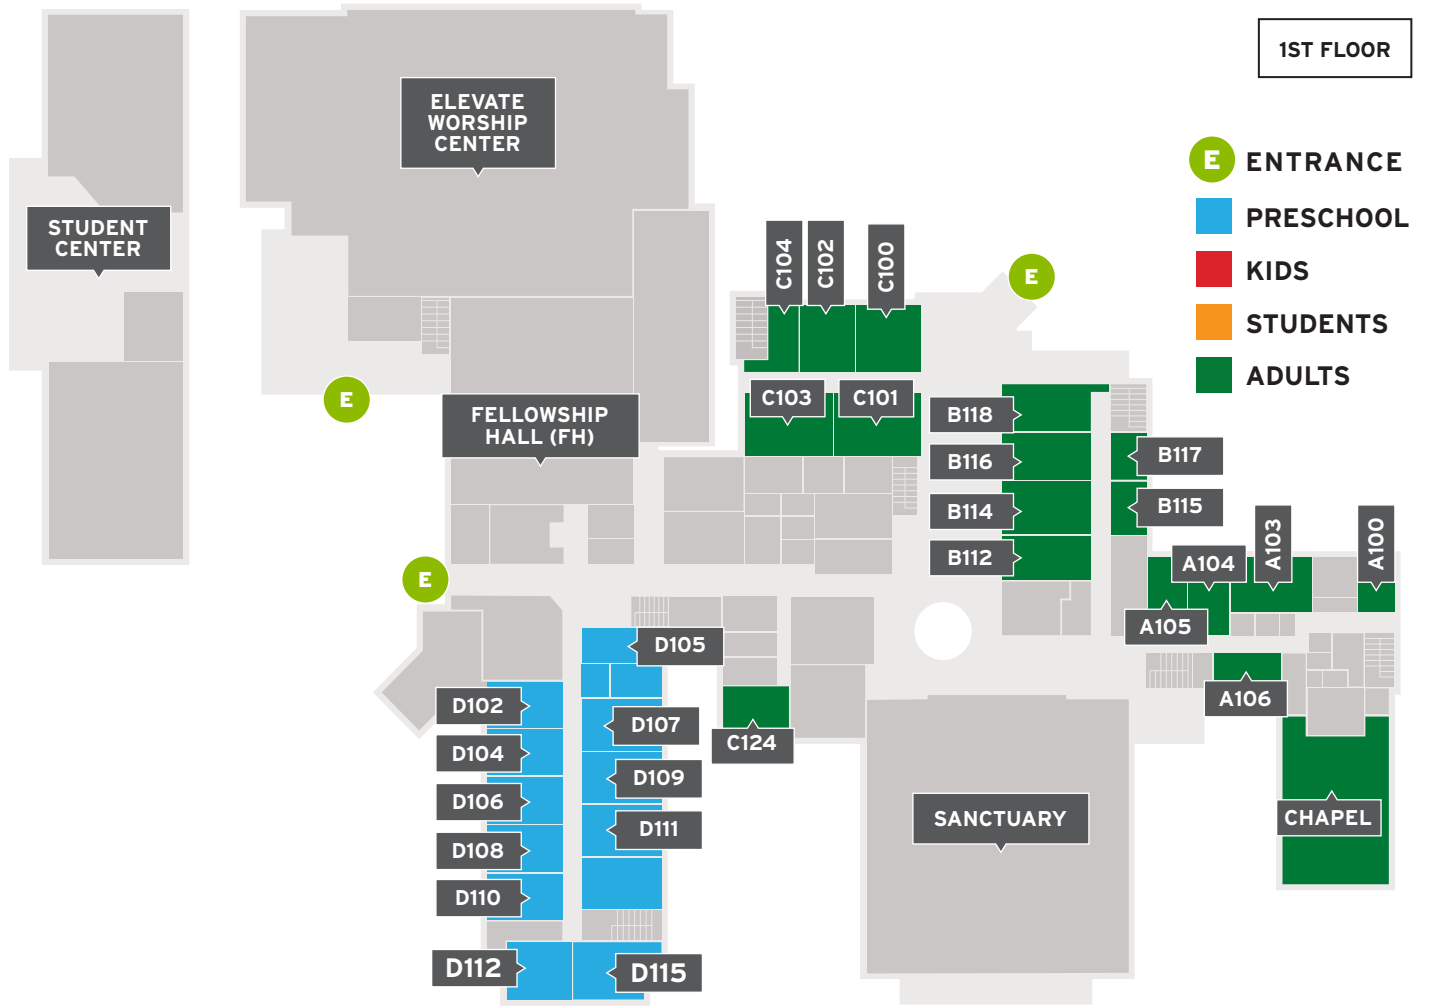 1ST FLOOR
E ENTRANCE
PRESCHOOL
KIDS
STUDENTS
ADULTS
ELEVATE
WORSHIP
CENTER
STUDENT
CENTER
C104
C102
C100
E
E
FELLOWSHIP
HALL (FH)
C103
C101
B118
B116
B114
B112
B117
B115
A104
A103
A100
A105
A106
E
D105
D102
D107
D104
C124
D109
D106
D111
D108
D110
D112
D115
SANCTUARY
CHAPEL